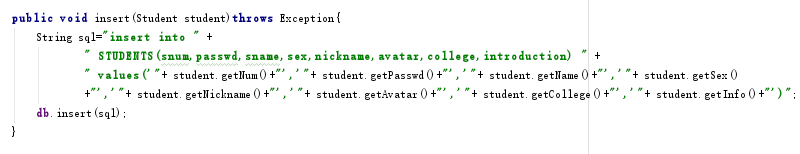 public void insert(Student student)throws Exception{
String sql="insert into " +
" STUDENTS(snum,passwd,sname,sex,nickname,avatar,college,introduction) " +
" values('"+ student.getNum()+"','"+ student.getPasswd()+"','"+ student.getName()+"','"+ student.getSex()
+"','"+ student.getNickname()+"','"+ student.getAvatar()+"','"+ student.getCollege()+"','"+ student.getInfo()+"')";
db.insert(sql);
}